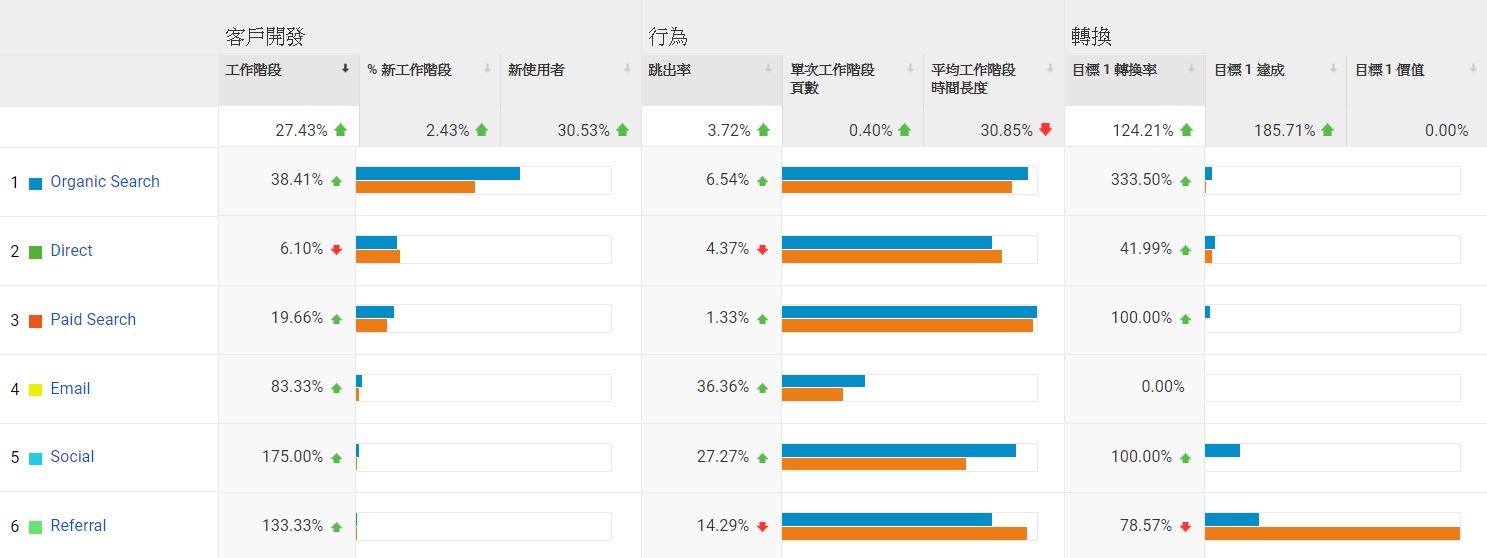 客戶開發 行為 轉換
工作階段 % 新工作階段 新使用者 跳出率 單次工作階段 平均工作階段 目標 1 轉換率 目標 1 達成 目標 1 價值
頁數 時間長度
27.43% 2.43% 30.53% 3.72% 0.40% 30.85% 124.21% 185.71% 0.00%
1 Organic Search 38.41% 6.54% 333.50%
2 Direct 6.10% 4.37% 41.99%
3 Paid Search 19.66% 1.33% 100.00%
4 Email 83.33% 36.36% 0.00%
5 Social 175.00% 27.27% 100.00%
6 Referral 133.33% 14.29% 78.57%